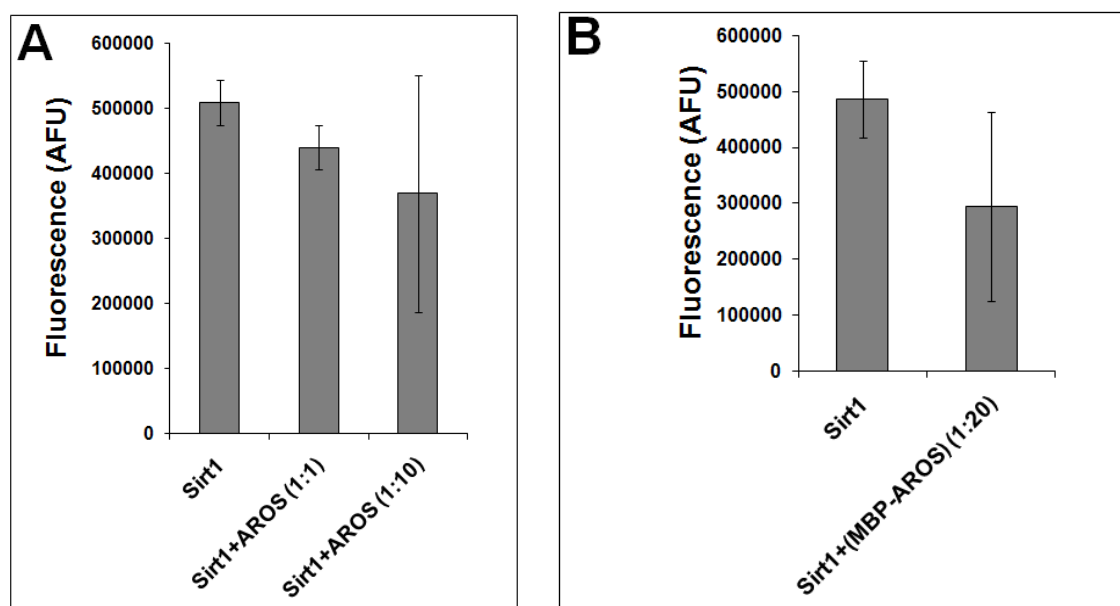 A
Fluorescence (AFU)
600000
500000
400000
300000
200000
100000
0
Sirt1
Sirt1+AROS (1:1)
Sirt1+AROS (1:10)
B
Fluorescence (AFU)
600000
500000
400000
300000
200000
100000
0
Sirt1
Sirt1+(MBP-AROS) (1:20)